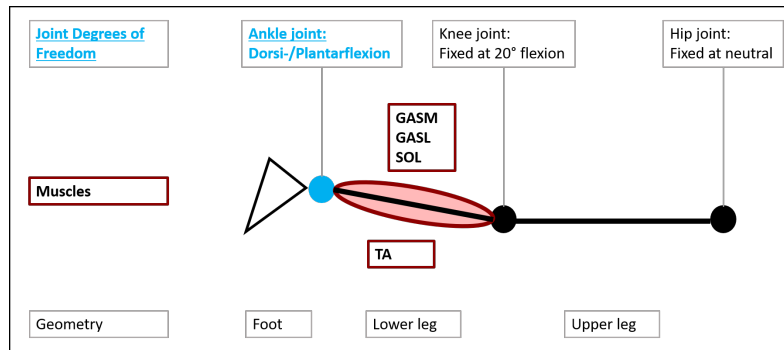 Joint Degrees of
Freedom
Ankle joint:
Dorsi-/Plantarflexion
Knee joint:
Fixed at 20° flexion
Hip joint:
Fixed at neutral
GASM
GASL
SOL
Muscles
TA
Geometry
Foot
Lower leg
Upper leg